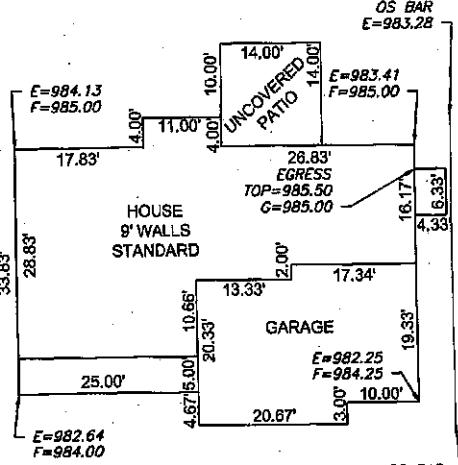 OS BAR
E=983.28
14.00'
E=984.13
F=985.00
10.00'
14.00'
E=983.41
F=985.00
UNCOVERED
PATIO
4.00'
11.00'
4.00'
17.83'
26.83'
EGRESS
TOP=985.50
G=985.00
16.17'
6.33'
4.33
HOUSE
9' WALLS
STANDARD
33.83'
28.83'
2.00'
13.33'
17.34'
10.66'
20.33'
GARAGE
19.33'
E=982.25
F=984.25
5.00'
25.00'
10.00'
4.67'
3.00'
20.67'
E=982.64
F=984.00